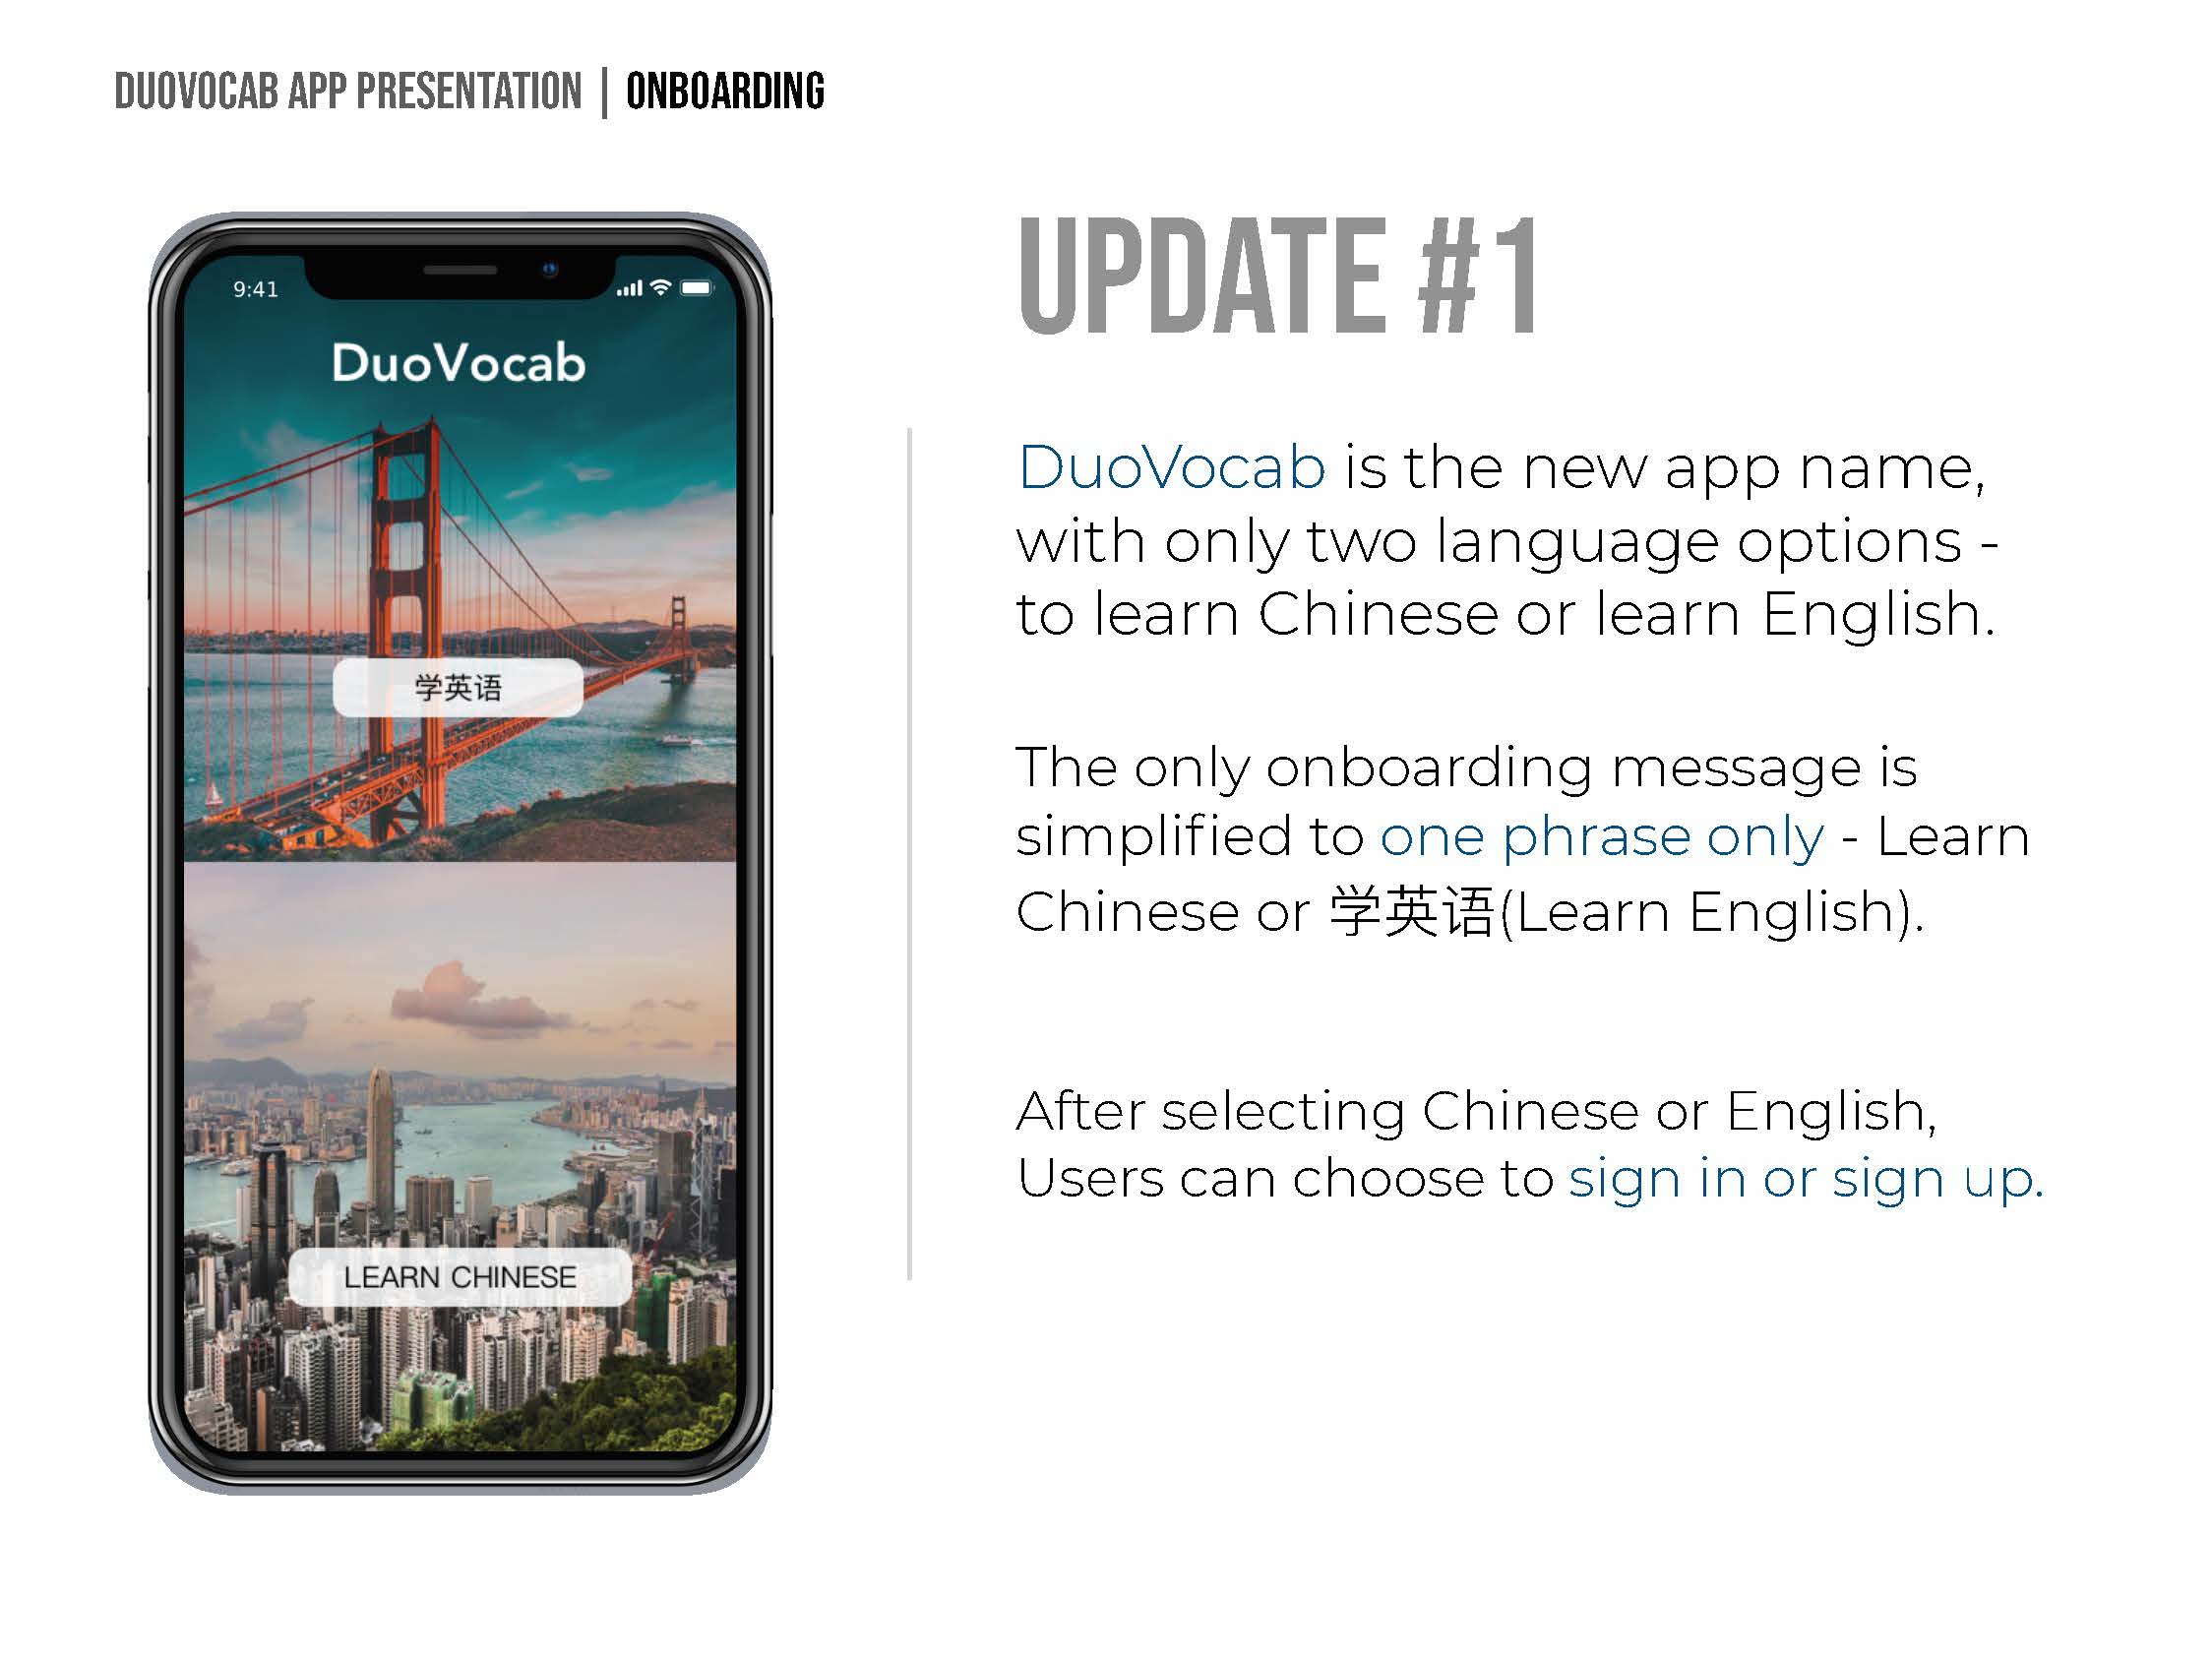 DUOVOCAB APP PRESENTATION | ONBOARDING
9:41
DuoVocab
学英语
LEARN CHINESE
UPDATE #1
DuoVocab is the new app name,
with only two language options -
to learn Chinese or learn English.
The only onboarding message is
simplified to one phrase only - Learn
Chinese or 学英语(Learn English).
After selecting Chinese or English,
Users can choose to sign in or sign up.